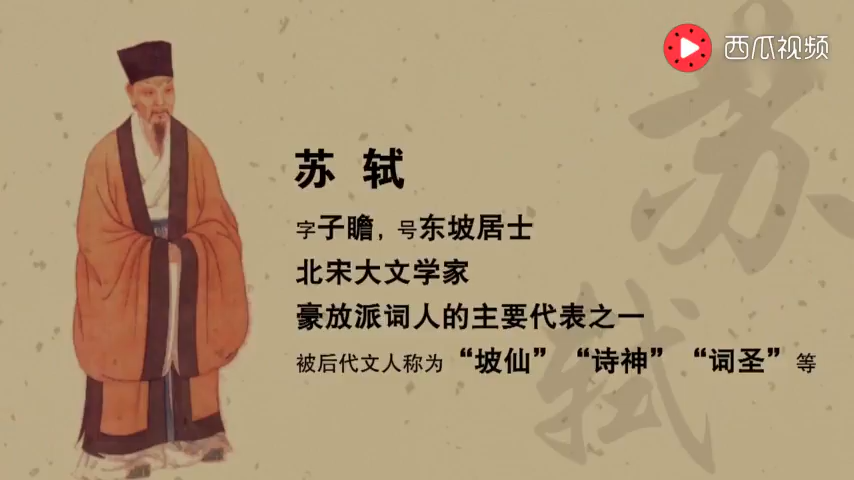 西瓜视频
苏轼
苏轼
字子瞻，号东坡居士
北宋大文学家
豪放派词人的主要代表之一
被后代文人称为“坡仙”“诗神”“词圣”等